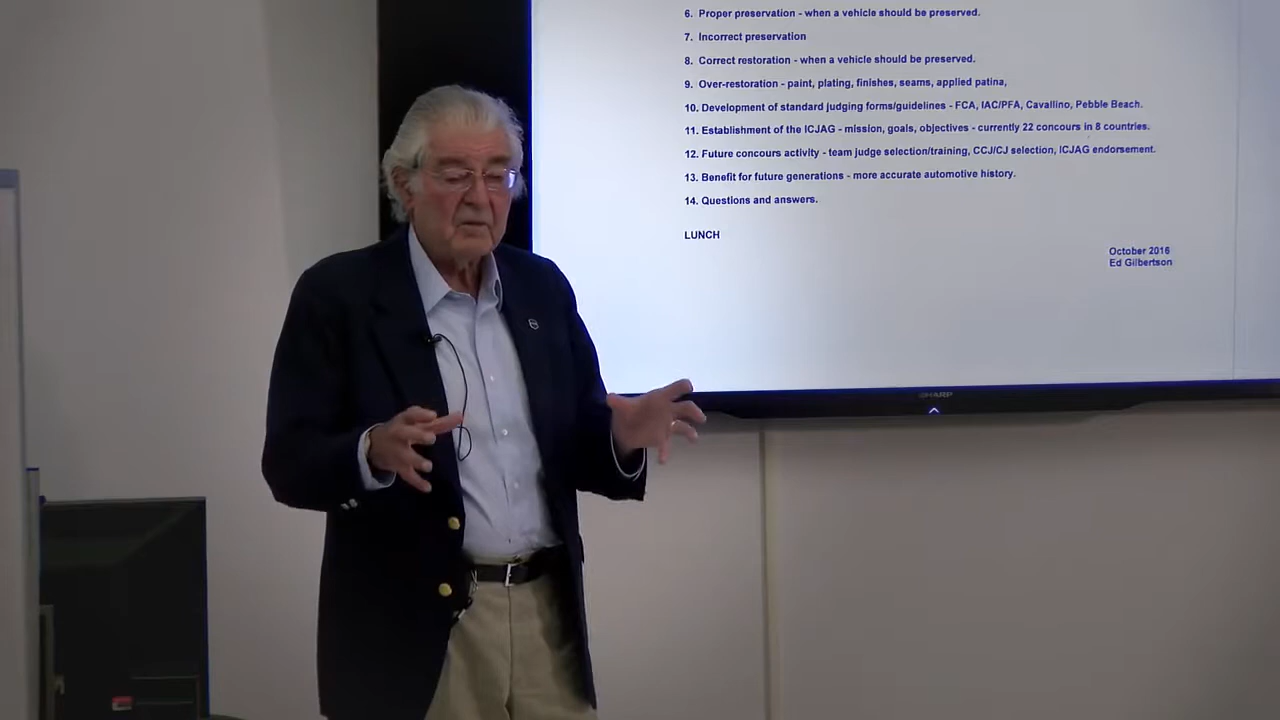 6. Proper preservation - when a vehicle should be preserved.
7. Incorrect preservation
8. Correct restoration - when a vehicle should be preserved.
9. Over-restoration - paint, plating, finishes, seams, applied patina,
10. Development of standard judging forms/guidelines - FCA, IAC/PFA, Cavallino, Pebble Beach.
11. Establishment of the ICJAG - mission, goals, objectives - currently 22 concours in 8 countries.
12. Future concours activity - team judge selection/training, CCJ/CJ selection, ICJAG endorsement.
13. Benefit for future generations - more accurate automotive history.
14. Questions and answers.
LUNCH
October 2016
Ed Gilbertson
SHARP